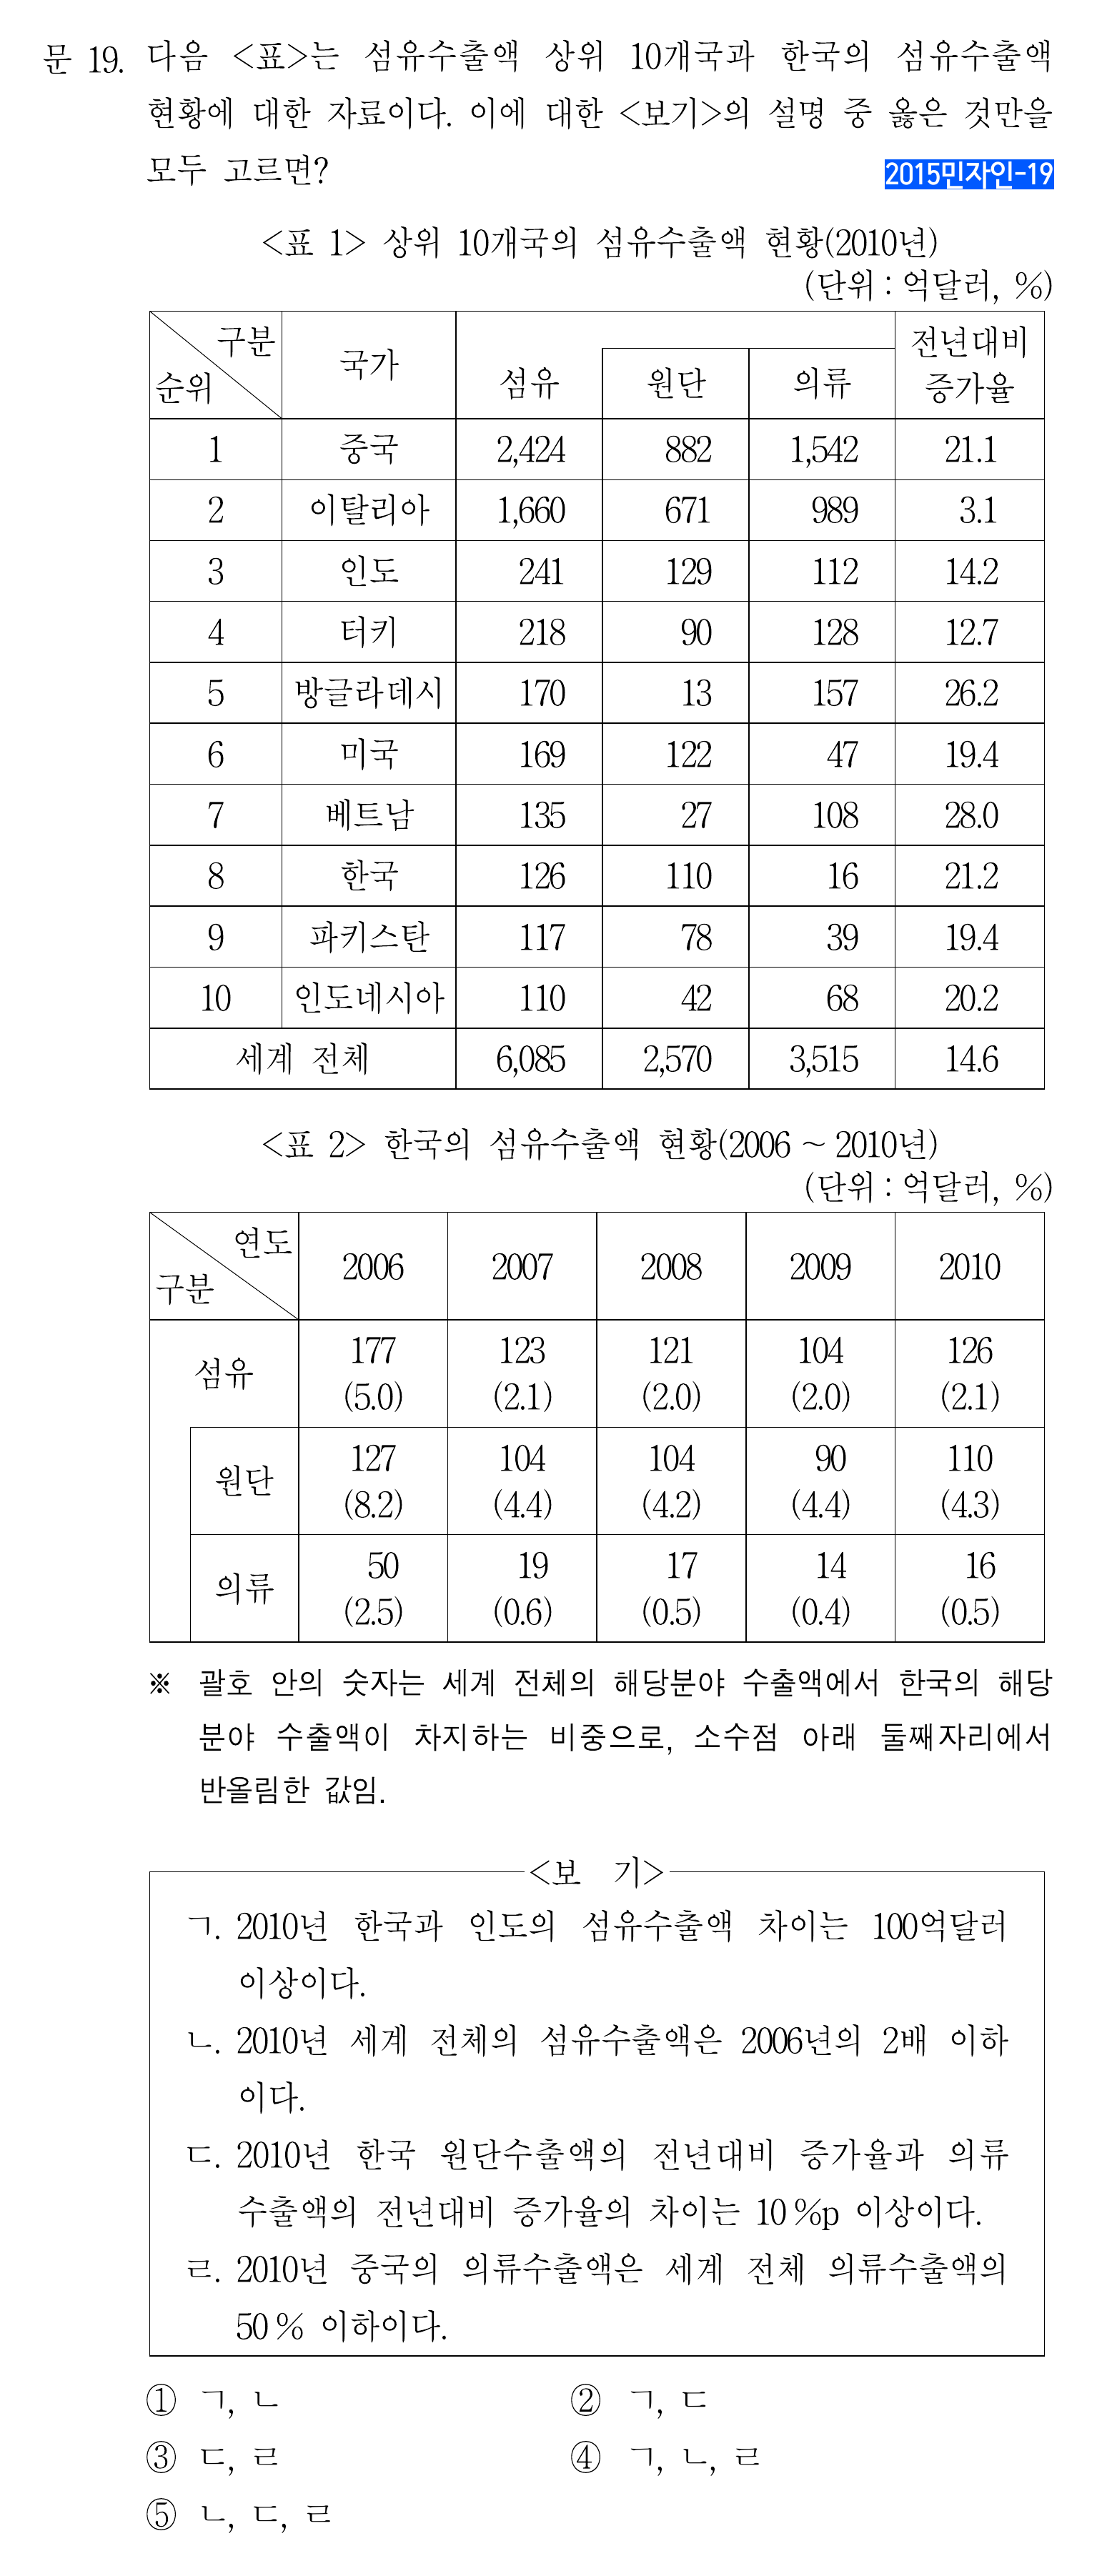 문 19. 다음 <표>는 섬유수출액 상위 10개국과 한국의 섬유수출액
현황에 대한 자료이다. 이에 대한 <보기>의 설명 중 옳은 것만을
모두 고르면?
2015민자인-19
<표 1> 상위 10개국의 섬유수출액 현황(2010년)
(단위 : 억달러, %)
구분 순위 국가 섬유 원단 의류 전년대비 증가율
1 중국 2,424 882 1,542 21.1
2 이탈리아 1,660 671 989 3.1
3 인도 241 129 112 14.2
4 터키 218 90 128 12.7
5 방글라데시 170 13 157 26.2
6 미국 169 122 47 19.4
7 베트남 135 27 108 28.0
8 한국 126 110 16 21.2
9 파키스탄 117 78 39 19.4
10 인도네시아 110 42 68 20.2
세계 전체 6,085 2,570 3,515 14.6
<표 2> 한국의 섬유수출액 현황(2006 ~ 2010년)
(단위 : 억달러, %)
연도 구분 2006 2007 2008 2009 2010
섬유 177 123 121 104 126
(5.0) (2.1) (2.0) (2.0) (2.1)
원단 127 104 104 90 110
(8.2) (4.4) (4.2) (4.4) (4.3)
의류 50 19 17 14 16
(2.5) (0.6) (0.5) (0.4) (0.5)
※ 괄호 안의 숫자는 세계 전체의 해당분야 수출액에서 한국의 해당
분야 수출액이 차지하는 비중으로, 소수점 아래 둘째자리에서
반올림한 값임.
<보 기>
ㄱ. 2010년 한국과 인도의 섬유수출액 차이는 100억달러
이상이다.
ㄴ. 2010년 세계 전체의 섬유수출액은 2006년의 2배 이하
이다.
ㄷ. 2010년 한국 원단수출액의 전년대비 증가율과 의류
수출액의 전년대비 증가율의 차이는 10 %p 이상이다.
ㄹ. 2010년 중국의 의류수출액은 세계 전체 의류수출액의
50 % 이하이다.
① ㄱ, ㄴ ② ㄱ, ㄷ
③ ㄷ, ㄹ ④ ㄱ, ㄴ, ㄹ
⑤ ㄴ, ㄷ, ㄹ